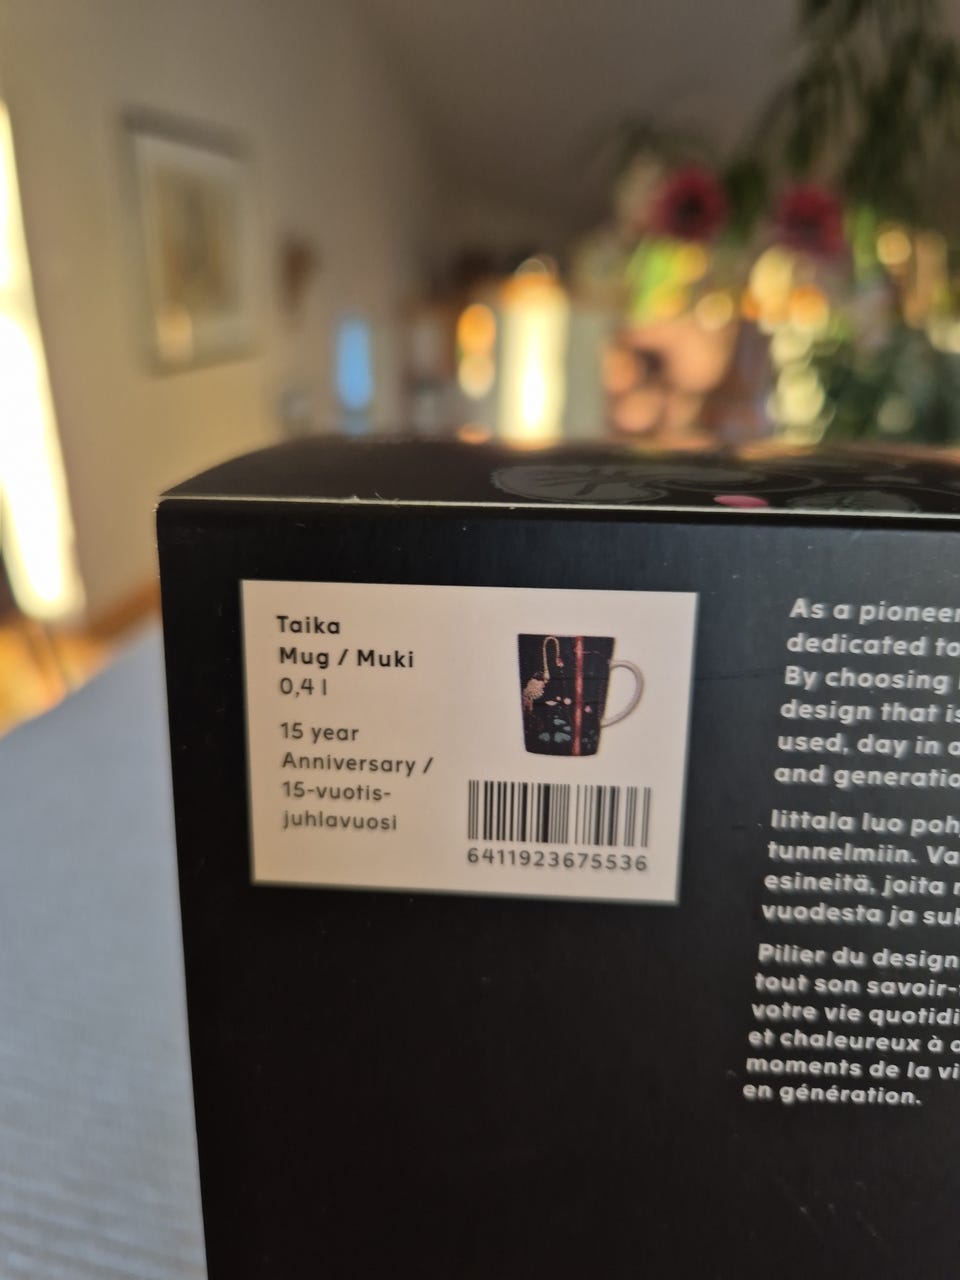 Taika
Mug / Muki
0,4 l
15 year
Anniversary /
15-vuotis-
juhlavuosi
6411923675536
As a pioneer
dedicated to
By choosing
design that is
used, day in
and generatio
Iittala luo poh
tunnelmiin. Va
esineitä, joita
vuodesta ja suk
Pilier du design
tout son savoir-
votre vie quotidi
et chaleureux à
moments de la vi
en génération.